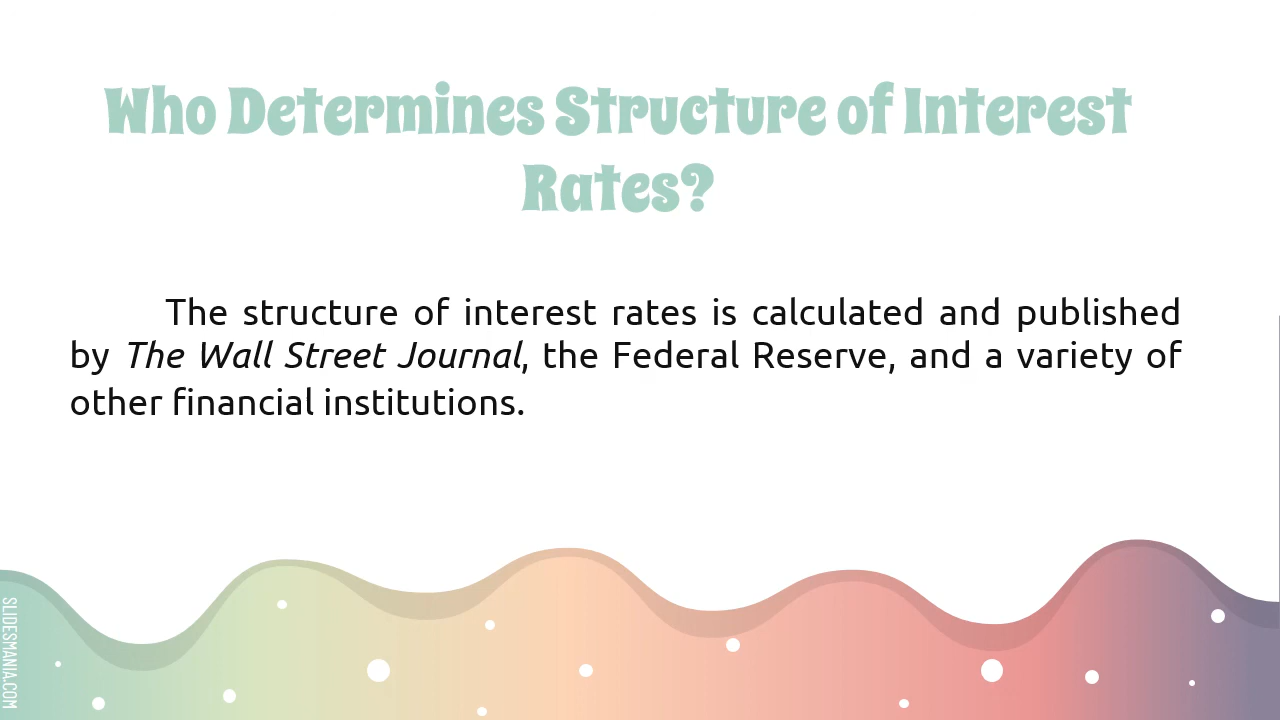 Who Determines Structure of Interest
Rates?
The structure of interest rates is calculated and published
by The Wall Street Journal, the Federal Reserve, and a variety of
other financial institutions.
SLIDESMANIA.COM